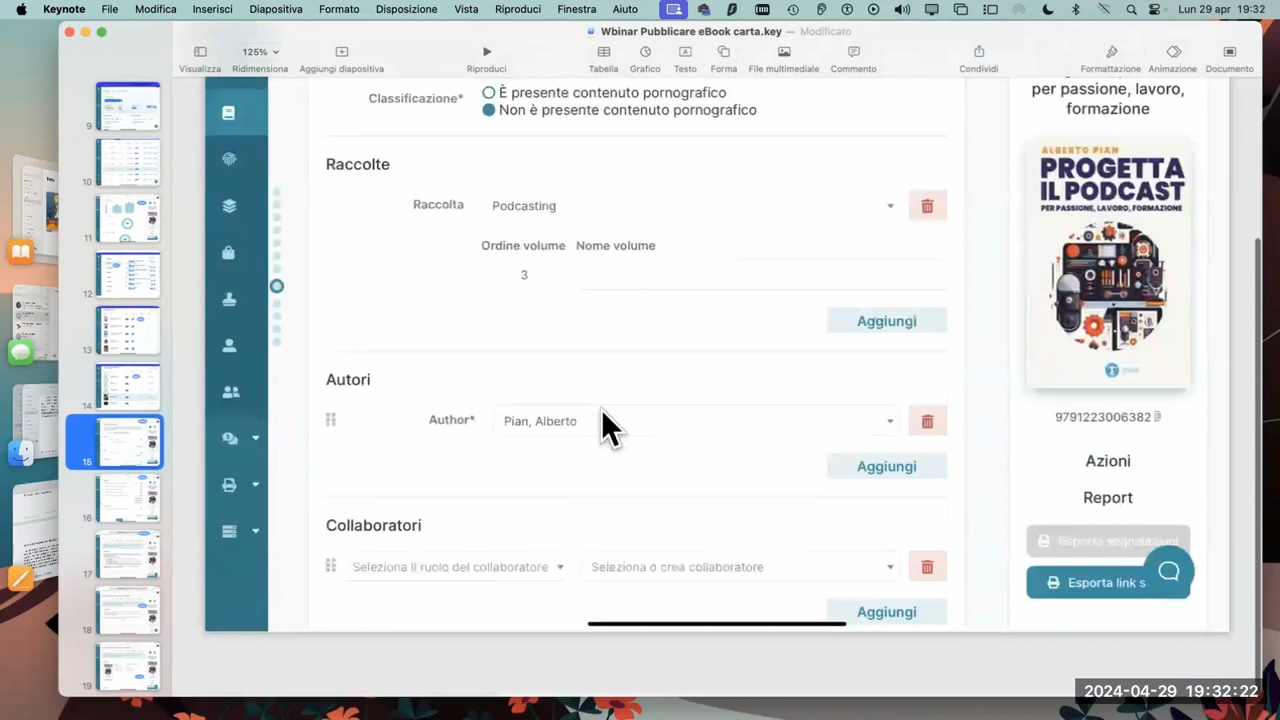 Keynote File Modifica Inserisci Diapositiva Formato Disposizione Vista Riproduci Finestra Aiuto Lun 29 apr 19:32
Wbinar Pubblicare eBook carta.key — Modificato
125%
Visualizza Ridimensiona Aggiungi diapositiva Riproduci Tabella Grafico Testo Forma File multimediale Commento Condividi Formattazione Animazione Documento
9
10
11
12
13
14
15
16
17
18
19
Classificazione*
È presente contenuto pornografico
Non è presente contenuto pornografico
Raccolte
Raccolta Podcasting
Ordine volume Nome volume
3
Aggiungi
Autori
Author* Pian, Alberto
Aggiungi
Collaboratori
Seleziona il ruolo del collaboratore Seleziona o crea collaboratore
Aggiungi
per passione, lavoro,
formazione
ALBERTO PIAN
PROGETTA
IL PODCAST
PER PASSIONE, LAVORO, FORMAZIONE
9791223006382
Azioni
Report
Esporta segnatazioni
Esporta link s
2024-04-29 19:32:22